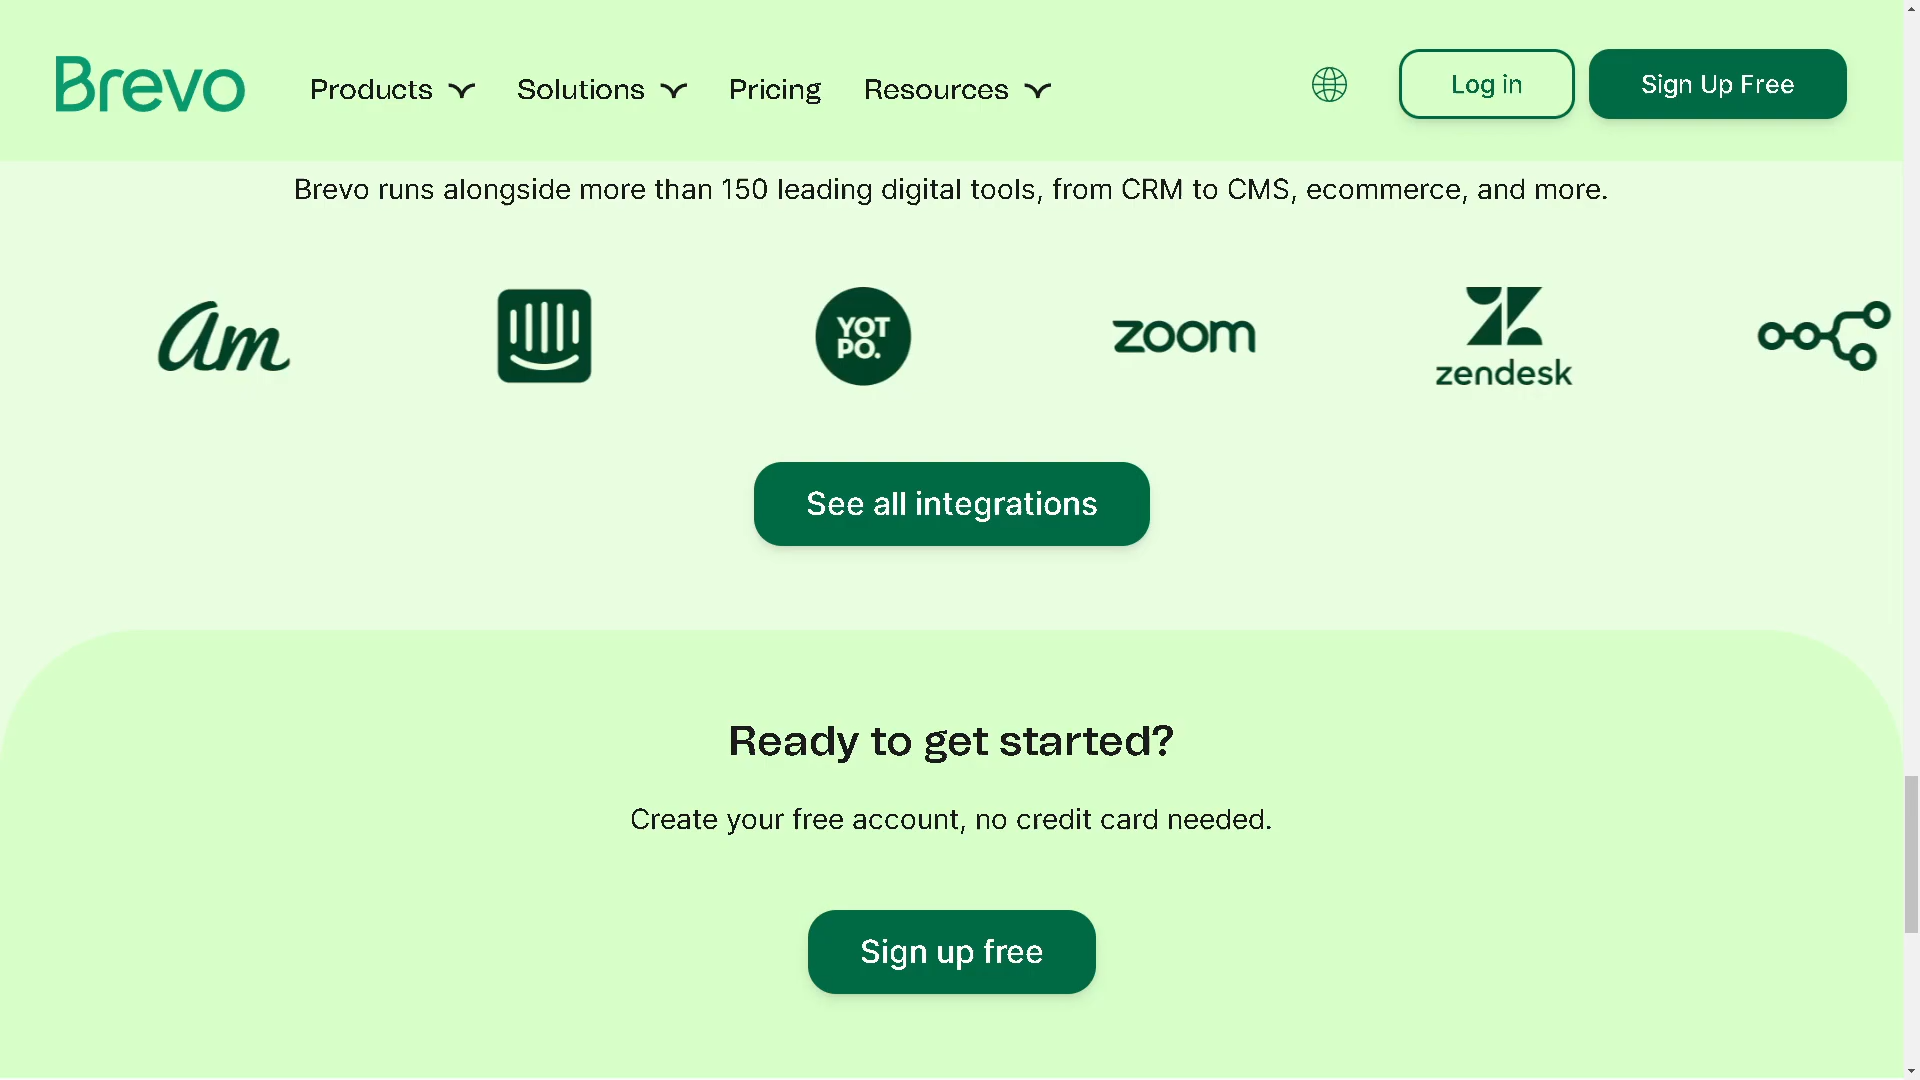 Brevo
Products
Solutions
Pricing
Resources
Log in
Sign Up Free
Brevo runs alongside more than 150 leading digital tools, from CRM to CMS, ecommerce, and more.
am
YOT
PO.
zoom
zendesk
See all integrations
Ready to get started?
Create your free account, no credit card needed.
Sign up free